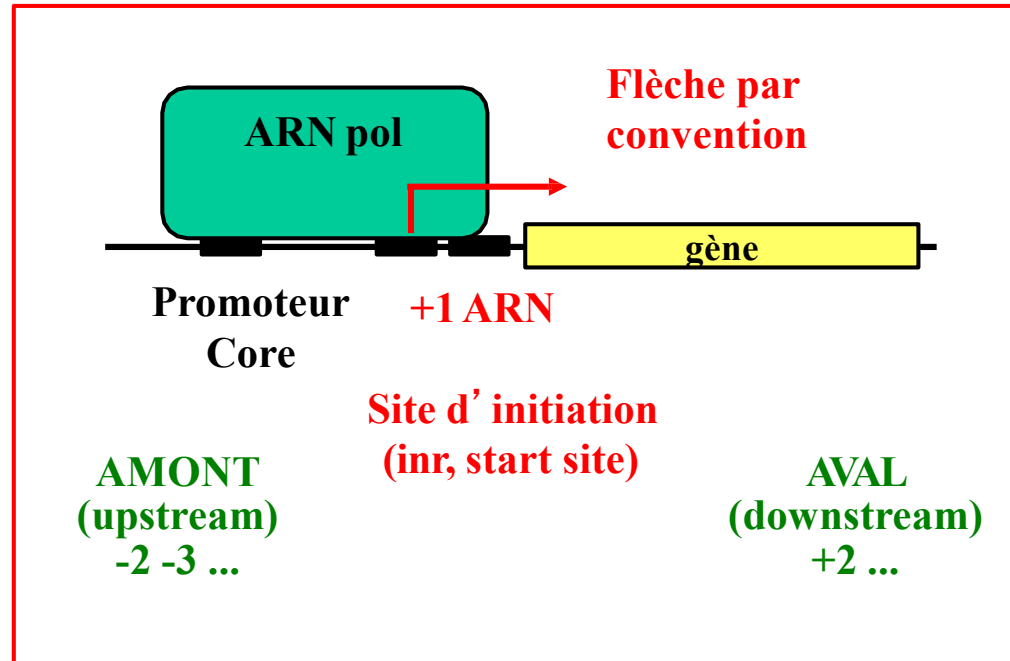 ARN pol
Flèche par
convention
gène
Promoteur
Core
+1 ARN
Site d’ initiation
(inr, start site)
AMONT
(upstream)
-2 -3 ...
AVAL
(downstream)
+2 ...